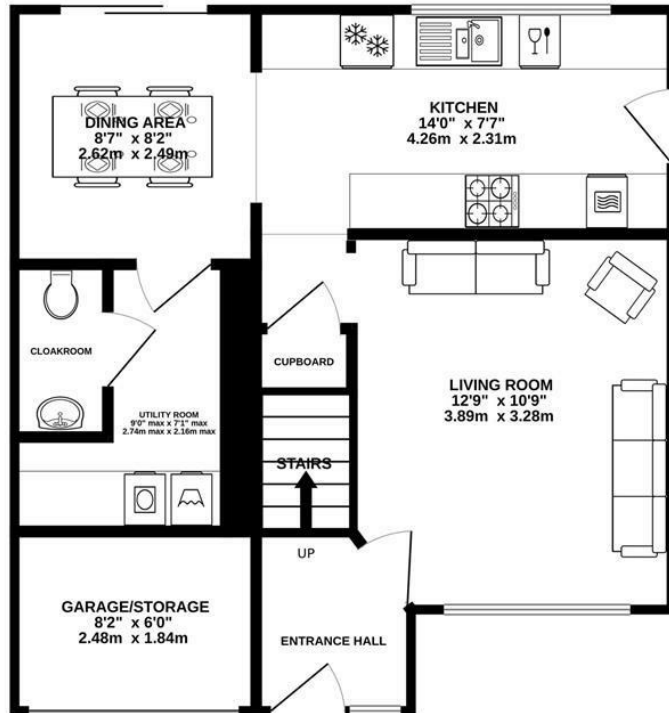 DINING AREA
8'7" x 8'2"
2.62m x 2.49m
KITCHEN
14'0" x 7'7"
4.26m x 2.31m
CLOAKROOM
CUPBOARD
UTILITY ROOM
9'0" max x 7'1" max
2.74m max x 2.16m max
LIVING ROOM
12'9" x 10'9"
3.89m x 3.28m
STAIRS
UP
GARAGE/STORAGE
8'2" x 6'0"
2.48m x 1.84m
ENTRANCE HALL